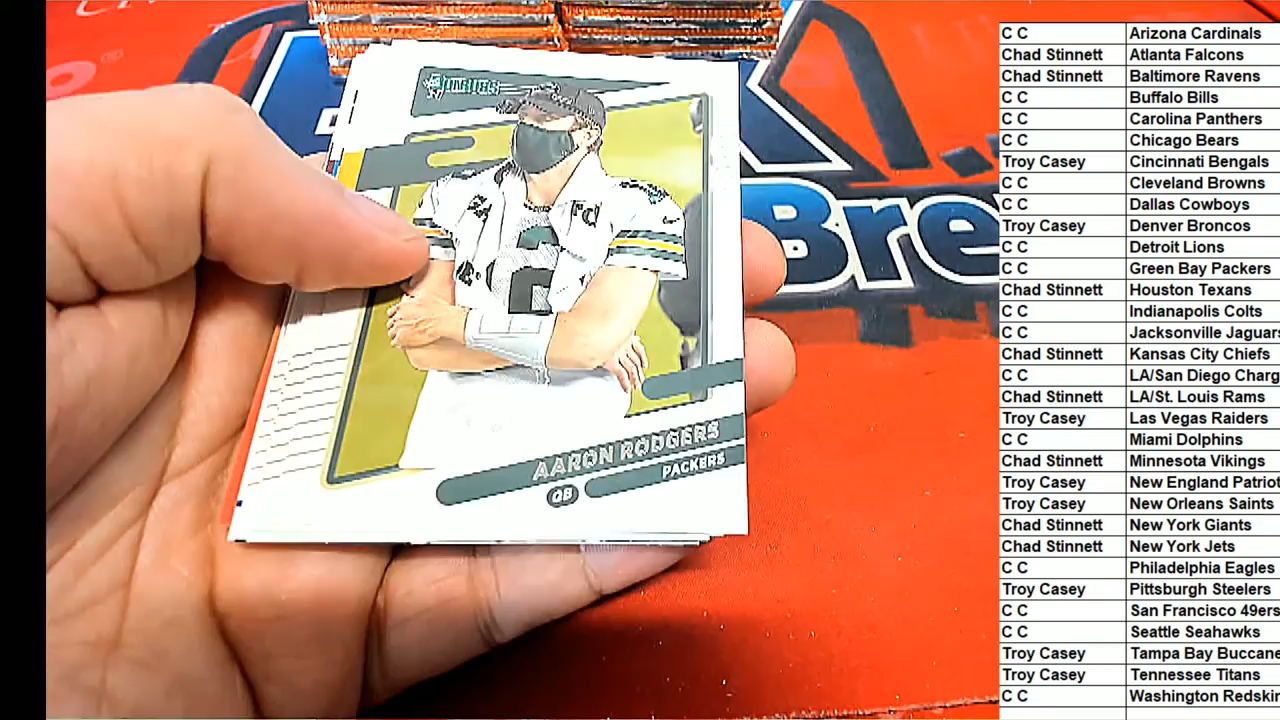 AARON RODGERS
QB PACKERS
Bre
C C Arizona Cardinals
Chad Stinnett Atlanta Falcons
Chad Stinnett Baltimore Ravens
C C Buffalo Bills
C C Carolina Panthers
C C Chicago Bears
Troy Casey Cincinnati Bengals
C C Cleveland Browns
C C Dallas Cowboys
Troy Casey Denver Broncos
C C Detroit Lions
C C Green Bay Packers
Chad Stinnett Houston Texans
C C Indianapolis Colts
C C Jacksonville Jaguars
Chad Stinnett Kansas City Chiefs
C C LA/San Diego Charg
Chad Stinnett LA/St. Louis Rams
Troy Casey Las Vegas Raiders
C C Miami Dolphins
Chad Stinnett Minnesota Vikings
Troy Casey New England Patriot
Troy Casey New Orleans Saints
Chad Stinnett New York Giants
Chad Stinnett New York Jets
C C Philadelphia Eagles
Troy Casey Pittsburgh Steelers
C C San Francisco 49ers
C C Seattle Seahawks
Troy Casey Tampa Bay Buccane
Troy Casey Tennessee Titans
C C Washington Redskin